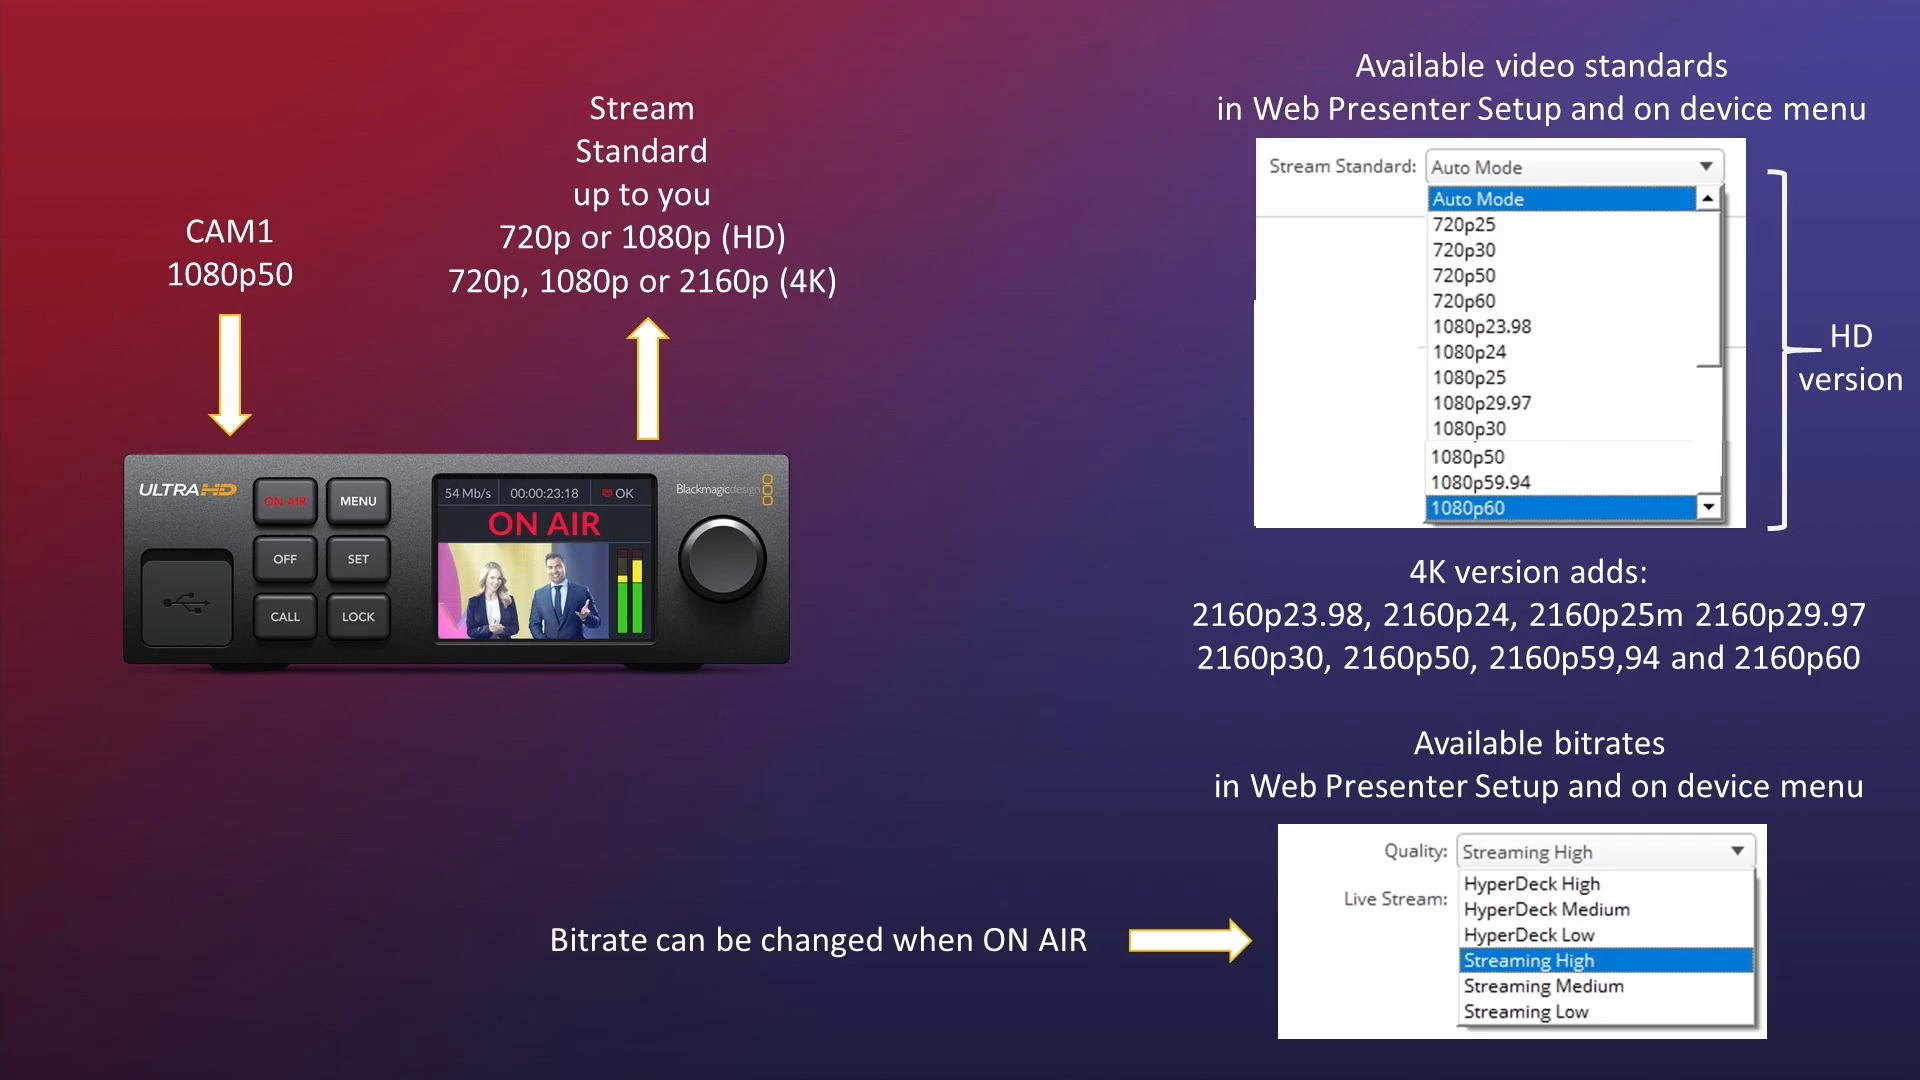 CAM1
1080p50
Stream
Standard
up to you
720p or 1080p (HD)
720p, 1080p or 2160p (4K)
ULTRA HD
ON AIR
MENU
OFF
SET
CALL
LOCK
54 Mb/s
00:00:23:18
OK
ON AIR
Blackmagicdesign
Available video standards
in Web Presenter Setup and on device menu
Stream Standard: Auto Mode
Auto Mode
720p25
720p30
720p50
720p60
1080p23.98
1080p24
1080p25
1080p29.97
1080p30
1080p50
1080p59.94
1080p60
HD
version
4K version adds:
2160p23.98, 2160p24, 2160p25m 2160p29.97
2160p30, 2160p50, 2160p59,94 and 2160p60
Available bitrates
in Web Presenter Setup and on device menu
Quality: Streaming High
Live Stream:
HyperDeck High
HyperDeck Medium
HyperDeck Low
Streaming High
Streaming Medium
Streaming Low
Bitrate can be changed when ON AIR